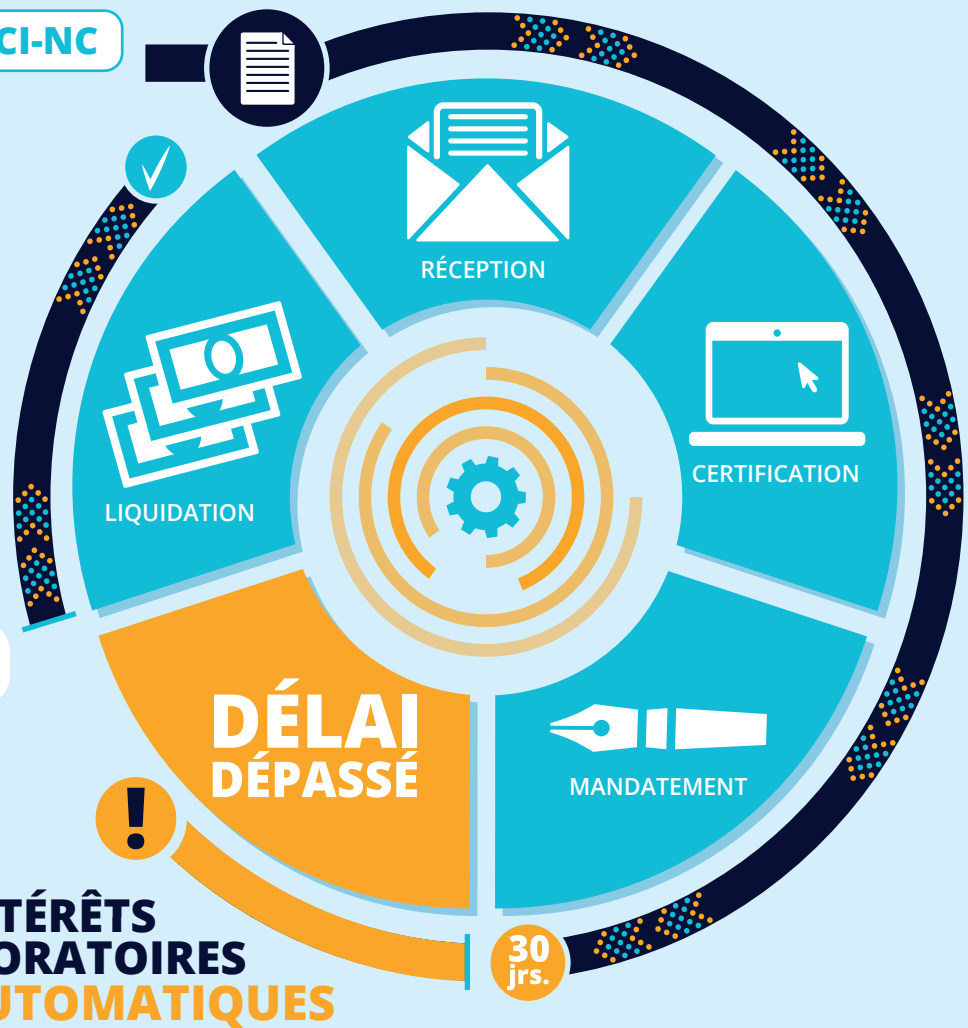 CI-NC
RÉCEPTION
CERTIFICATION
LIQUIDATION
DÉLAI
DÉPASSÉ
MANDATEMENT
!
30
jrs.
TÉRÊTS
ORATOIRES
UTOMATIQUES